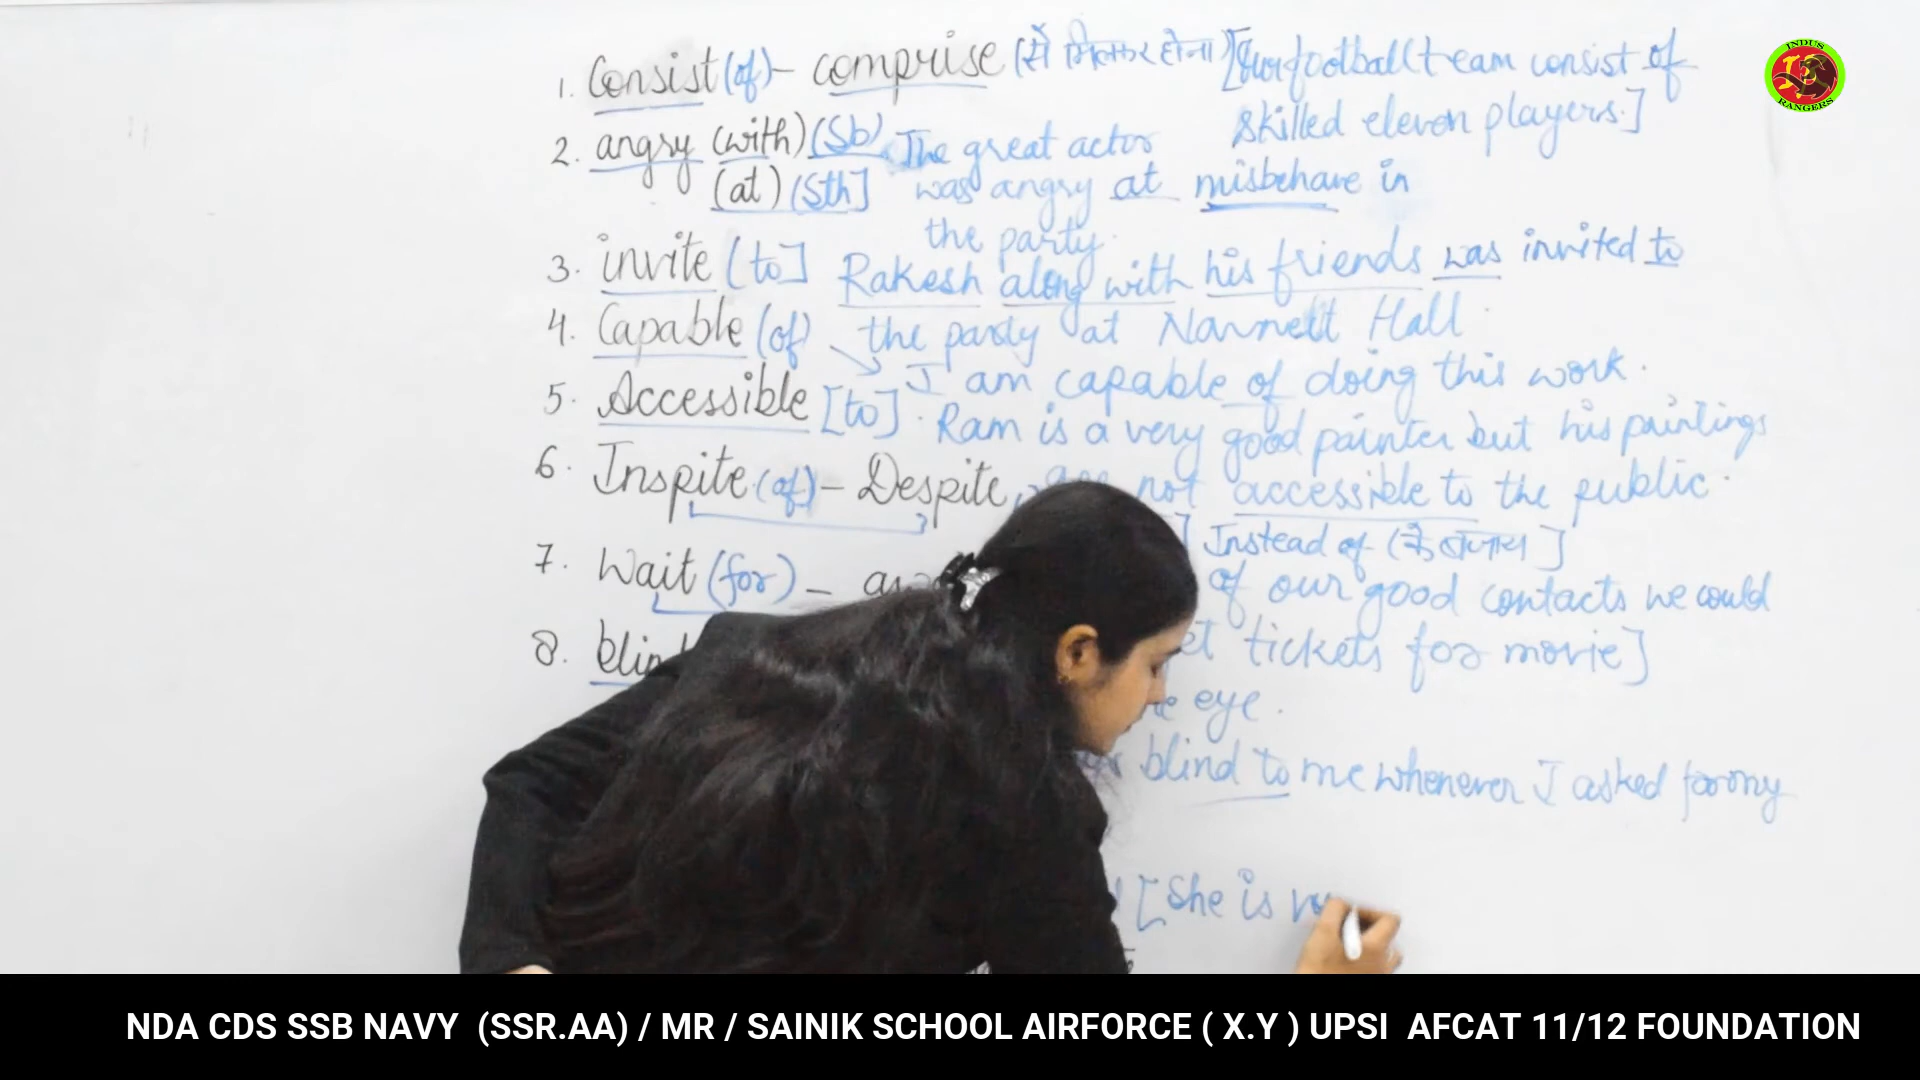 1. Consist (of) - comprise (से मिलकर होना) [Our football team consist of
skilled eleven players.]
2. angry (with) (Sb) The great actor
(at) (Sth] was angry at misbehave in
the party.
3. invite (to] Rakesh along with his friends was invited to
the party at Hall.
4. Capable (of) I am capable of doing this work.
5. Accessible [to]. Ram is a very good painter but his paintings
not accessible to the public.
6. Inspite (of) - Despite, ] Instead of (के बजाय]
7. Wait (for) - of our good contacts we could
tickets for movie]
8. eye.
blind to me whenever I asked for my
[She is
INDUS
RANGERS
NDA CDS SSB NAVY (SSR.AA) / MR / SAINIK SCHOOL AIRFORCE ( X.Y ) UPSI AFCAT 11/12 FOUNDATION